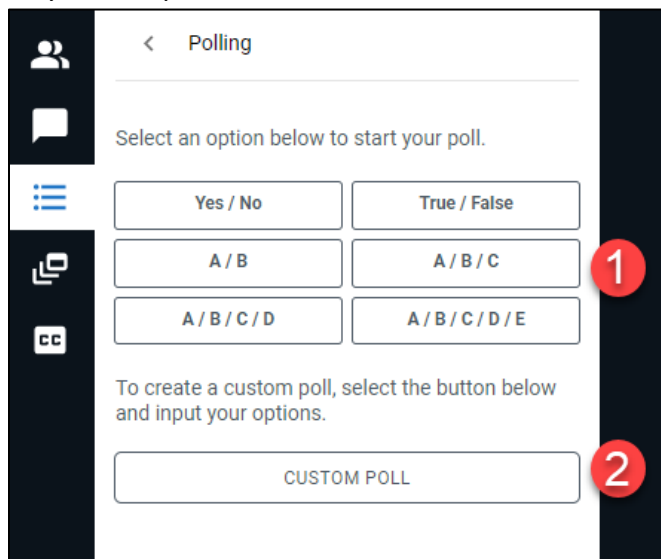 < Polling
Select an option below to start your poll.
Yes / No
True / False
A / B
A / B / C
1
A / B / C / D
A / B / C / D / E
CC
To create a custom poll, select the button below
and input your options.
CUSTOM POLL
2